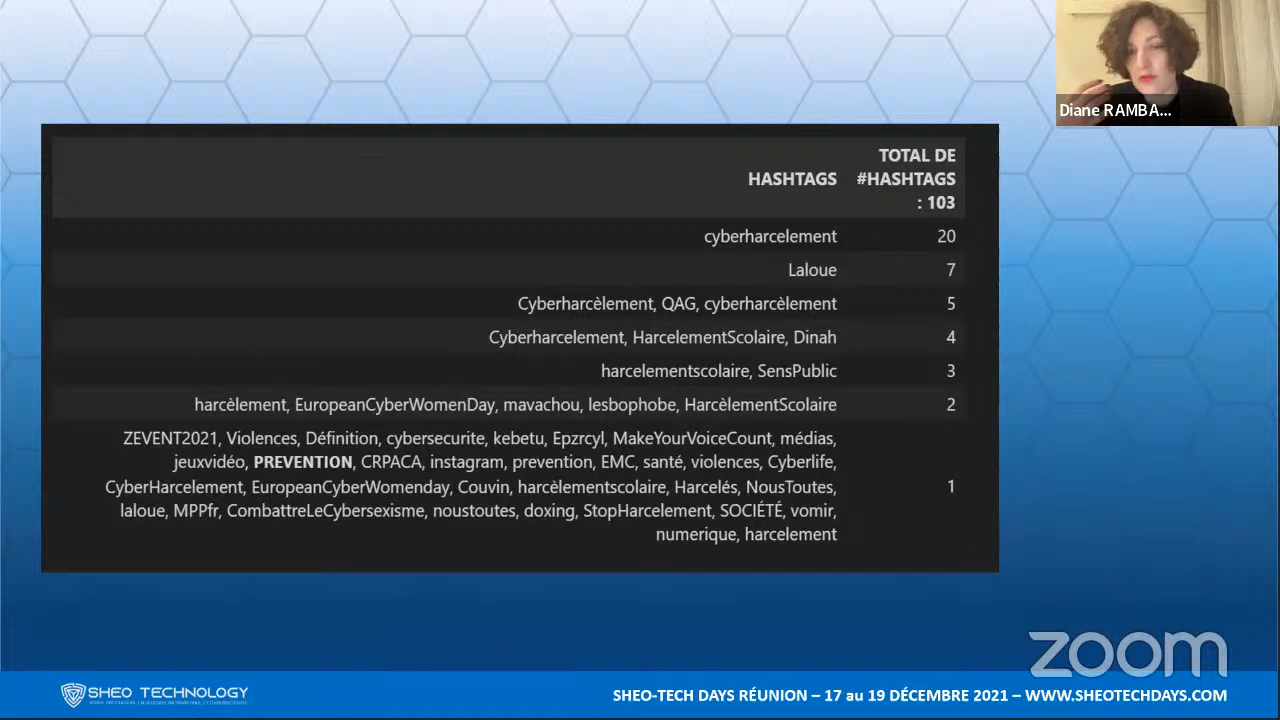 Diane RAMBA...
TOTAL DE
HASHTAGS #HASHTAGS
: 103
cyberharcelement 20
Laloue 7
Cyberharcèlement, QAG, cyberharcèlement 5
Cyberharcelement, HarcelementScolaire, Dinah 4
harcelementscolaire, SensPublic 3
harcèlement, EuropeanCyberWomenDay, mavachou, lesbophobe, HarcèlementScolaire 2
ZEVENT2021, Violences, Définition, cybersecurite, kebetu, Epzrcyl, MakeYourVoiceCount, médias,
jeuxvidéo, PREVENTION, CRPACA, instagram, prevention, EMC, santé, violences, Cyberlife,
CyberHarcelement, EuropeanCyberWomenday, Couvin, harcèlementscolaire, Harcelés, NousToutes, 1
laloue, MPPfr, CombattreLeCybersexisme, noustoutes, doxing, StopHarcelement, SOCIÉTÉ, vomir,
numerique, harcelement
zoom
SHEO TECHNOLOGY
SHEO-TECH DAYS RÉUNION – 17 au 19 DÉCEMBRE 2021 – WWW.SHEOTECHDAYS.COM